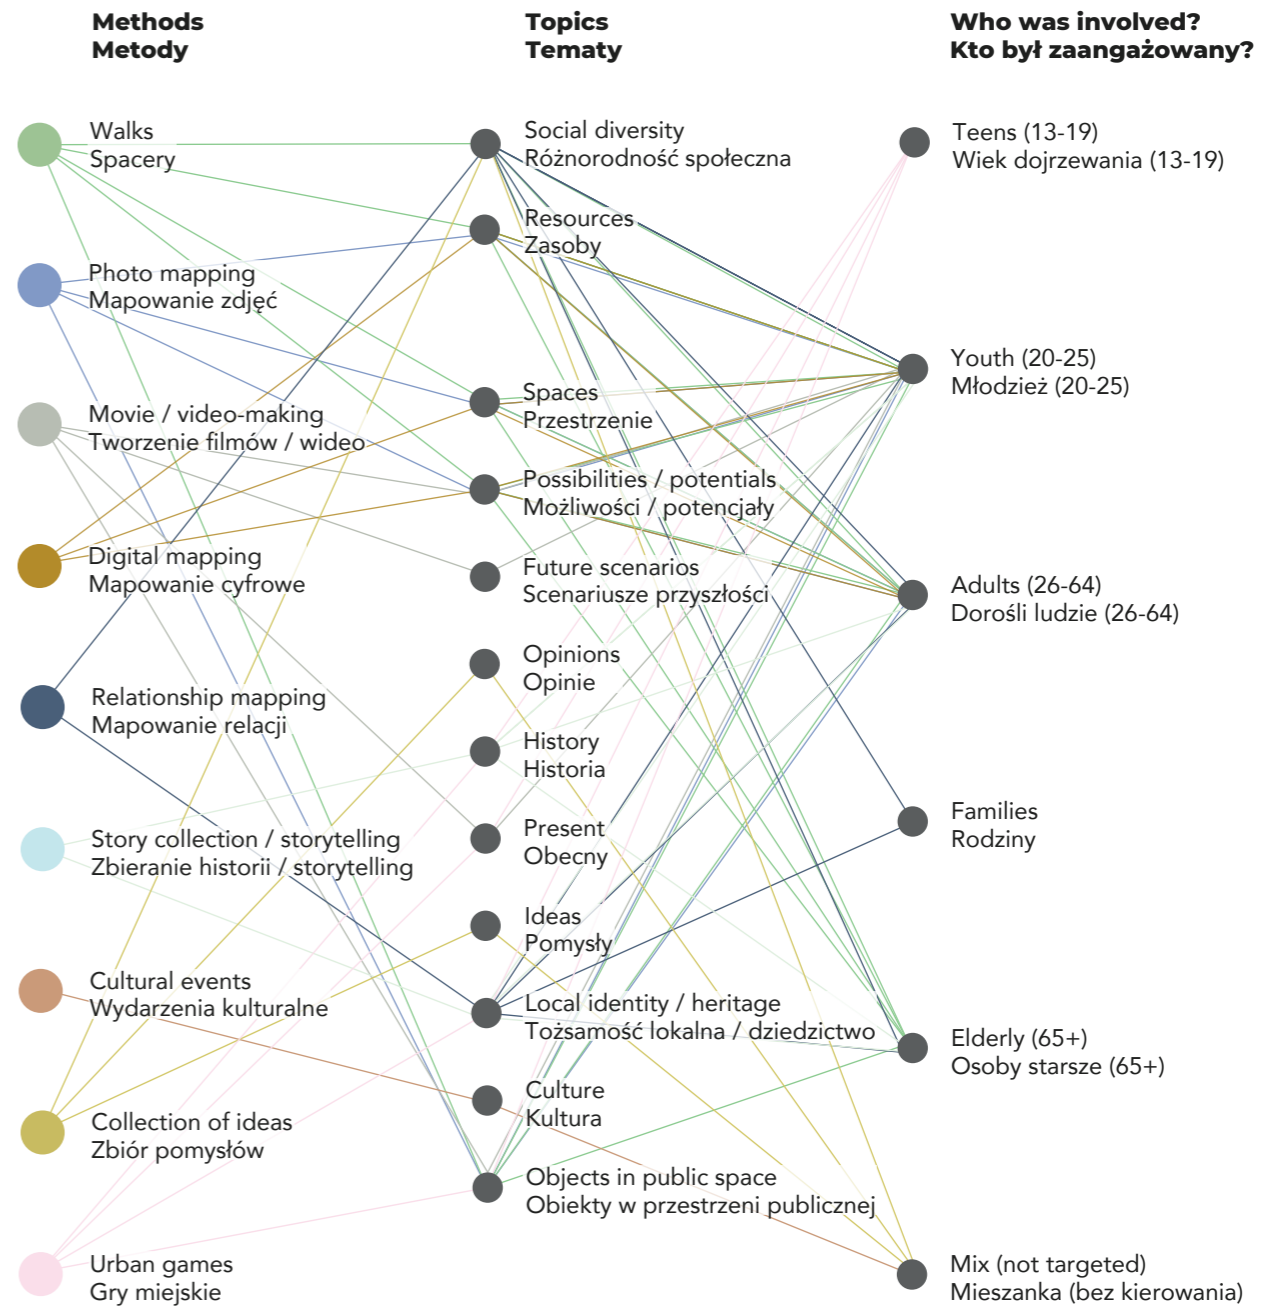 Methods
Metody
Walks
Spacery
Photo mapping
Mapowanie zdjęć
Movie / video-making
Tworzenie filmów / wideo
Digital mapping
Mapowanie cyfrowe
Relationship mapping
Mapowanie relacji
Story collection / storytelling
Zbieranie historii / storytelling
Cultural events
Wydarzenia kulturalne
Collection of ideas
Zbiór pomysłów
Urban games
Gry miejskie
Topics
Tematy
Social diversity
Różnorodność społeczna
Resources
Zasoby
Spaces
Przestrzenie
Possibilities / potentials
Możliwości / potencjały
Future scenarios
Scenariusze przyszłości
Opinions
Opinie
History
Historia
Present
Obecny
Ideas
Pomysły
Local identity / heritage
Tożsamość lokalna / dziedzictwo
Culture
Kultura
Objects in public space
Obiekty w przestrzeni publicznej
Who was involved?
Kto był zaangażowany?
Teens (13-19)
Wiek dojrzewania (13-19)
Youth (20-25)
Młodzież (20-25)
Adults (26-64)
Dorośli ludzie (26-64)
Families
Rodziny
Elderly (65+)
Osoby starsze (65+)
Mix (not targeted)
Mieszanka (bez kierowania)